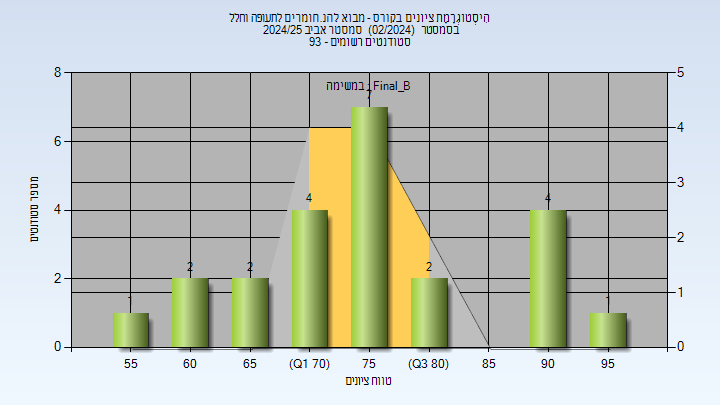 היסטוגרמת ציונים בקורס - מבוא להנ.חומרים לתעופה וחלל
בסמסטר (02/2024) סמסטר אביב 2024/25
סטודנטים רשומים - 93
במשימה : Final_B
8 6 4 2 0
מספר סטודנטים
5 4 3 2 1 0
1 2 2 4 7 2 4 1
55 60 65 (Q1 70) 75 (Q3 80) 85 90 95
טווח ציונים